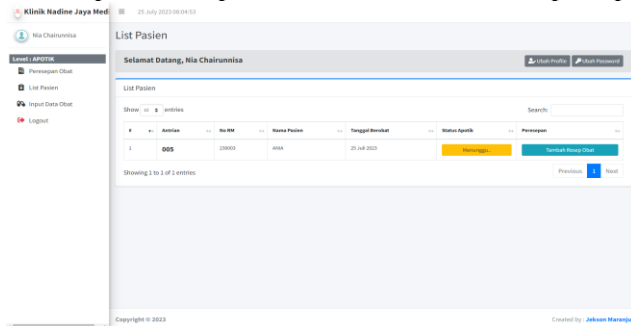 Klinik Nadine Jaya Medi
25 July 2023 00:04:53
Nia Chairunnisa
Level : APOTIK
Peresepan Obat
List Pasien
Input Data Obat
Logout
List Pasien
Selamat Datang, Nia Chairunnisa
Ubah Profile
Ubah Password
List Pasien
Show 10 entries
Search:
# Antrian No RM Nama Pasien Tanggal Berobat Status Apotik Peresepan
1 005 230003 25 Juli 2023 Menunggu.. Tambah Resep Obat
Showing 1 to 1 of 1 entries
Previous 1 Next
Copyright © 2023
Created by : Jekson Maranju